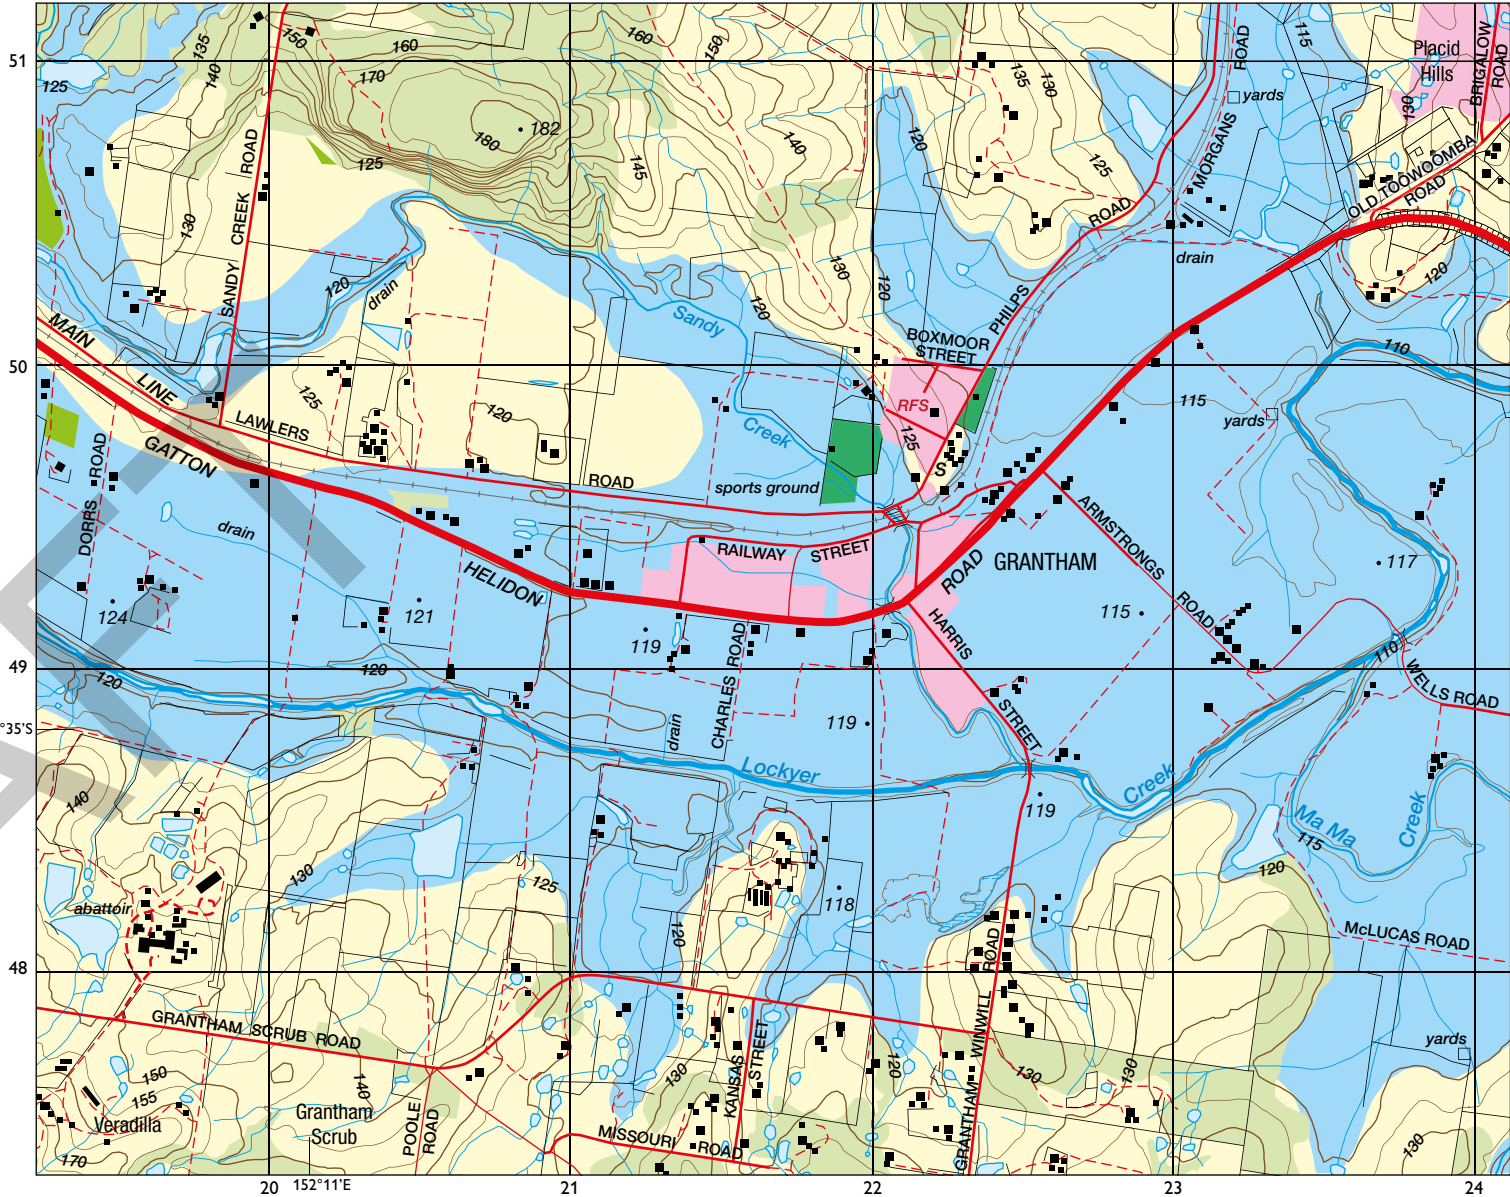 51
50
49
48
°35'S
20
152°11'E
21
22
23
24
135
140
125
150
160
170
160
150
182
180
125
145
140
120
135
130
125
115
ROAD
yards
MORGANS
Placid
Hills
BRIGALOW
ROAD
130
OLD TOOWOOMBA
ROAD
SANDY CREEK ROAD
130
120
drain
Sandy
120
130
120
PHILPS ROAD
drain
120
BOXMOOR
STREET
110
MAIN
LINE
LAWLERS
ROAD
125
120
Creek
RFS
125
S
115
yards
GATTON
HELIDON
ROAD
DORRS ROAD
drain
sports ground
RAILWAY STREET
GRANTHAM
ARMSTRONGS
ROAD
117
124
121
119
115
HARRIS
STREET
110
120
120
CHARLES ROAD
drain
119
WELLS ROAD
Lockyer
Creek
119
Ma Ma
Creek
115
140
130
125
120
118
120
abattoir
McLUCAS ROAD
GRANTHAM SCRUB ROAD
KANSAS
STREET
GRANTHAM WINWILL ROAD
yards
150
155
Veradilla
170
140
Grantham
Scrub
POOLE
ROAD
130
MISSOURI ROAD
120
130
130
130